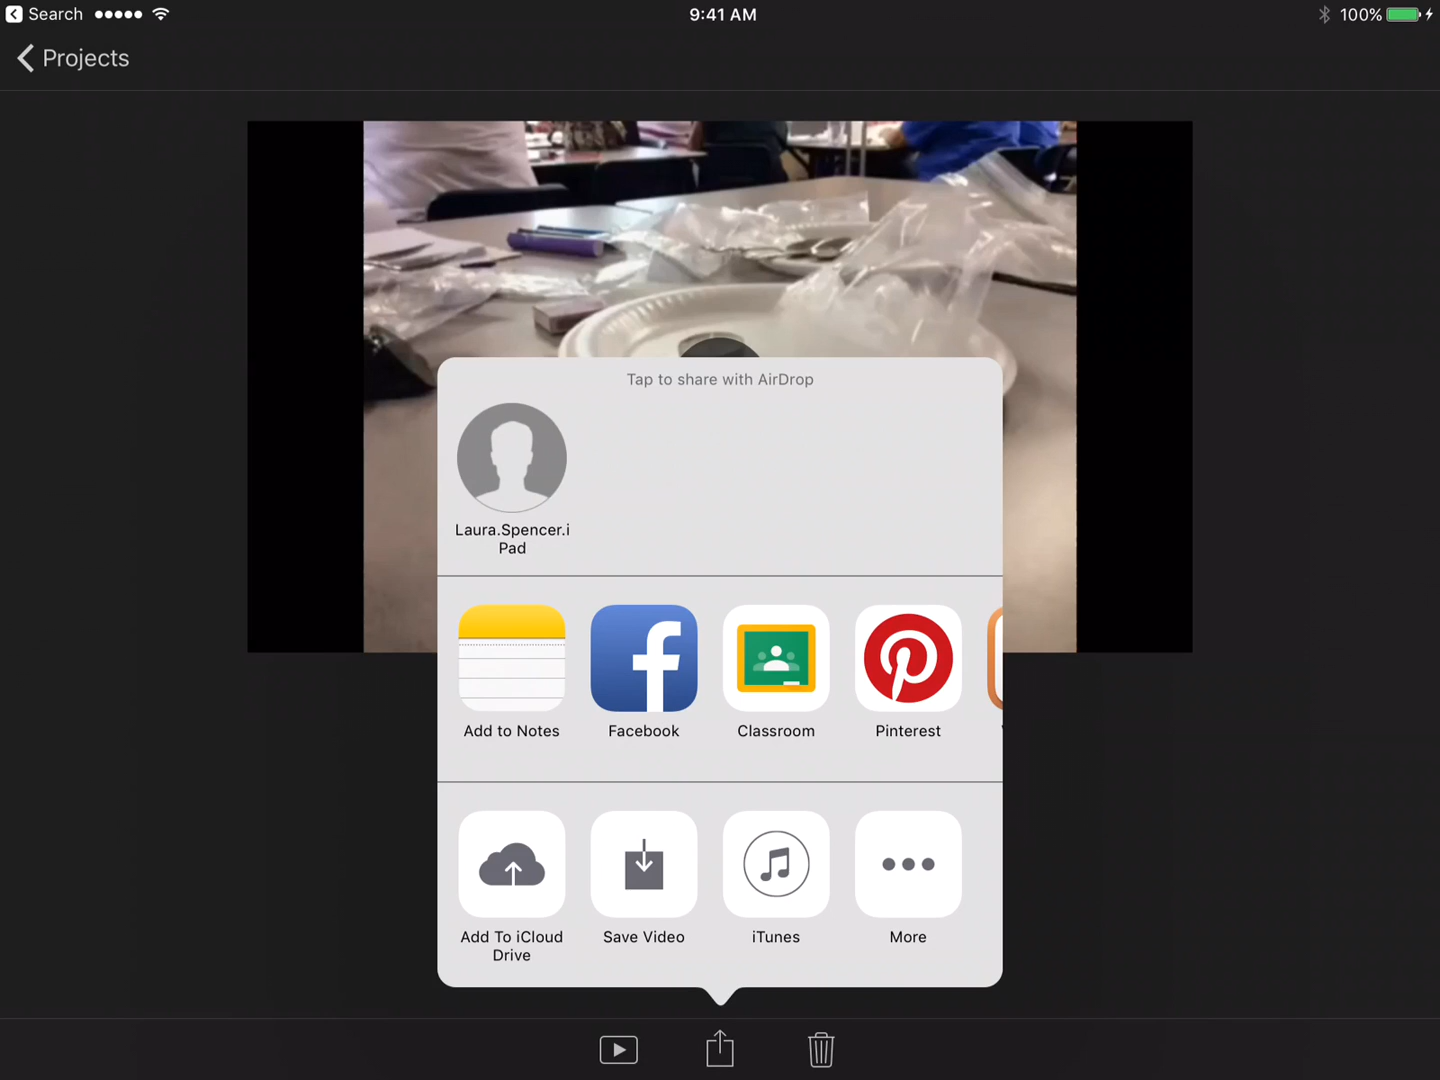 Search
9:41 AM
100%
Projects
Tap to share with AirDrop
Laura.Spencer.i
Pad
Add to Notes
Facebook
Classroom
Pinterest
Add To iCloud
Drive
Save Video
iTunes
More